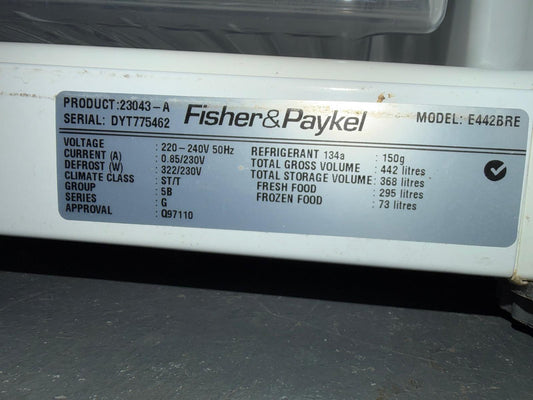 PRODUCT:23043-A
SERIAL: DYT775462
Fisher&Paykel
MODEL: E442BRE
VOLTAGE : 220-240V 50Hz
CURRENT (A) : 0.85/230V
DEFROST (W) : 322/230V
CLIMATE CLASS : ST/T
GROUP : 5B
SERIES : G
APPROVAL : Q97110
REFRIGERANT 134a : 150g
TOTAL GROSS VOLUME : 442 litres
TOTAL STORAGE VOLUME : 368 litres
FRESH FOOD : 295 litres
FROZEN FOOD : 73 litres